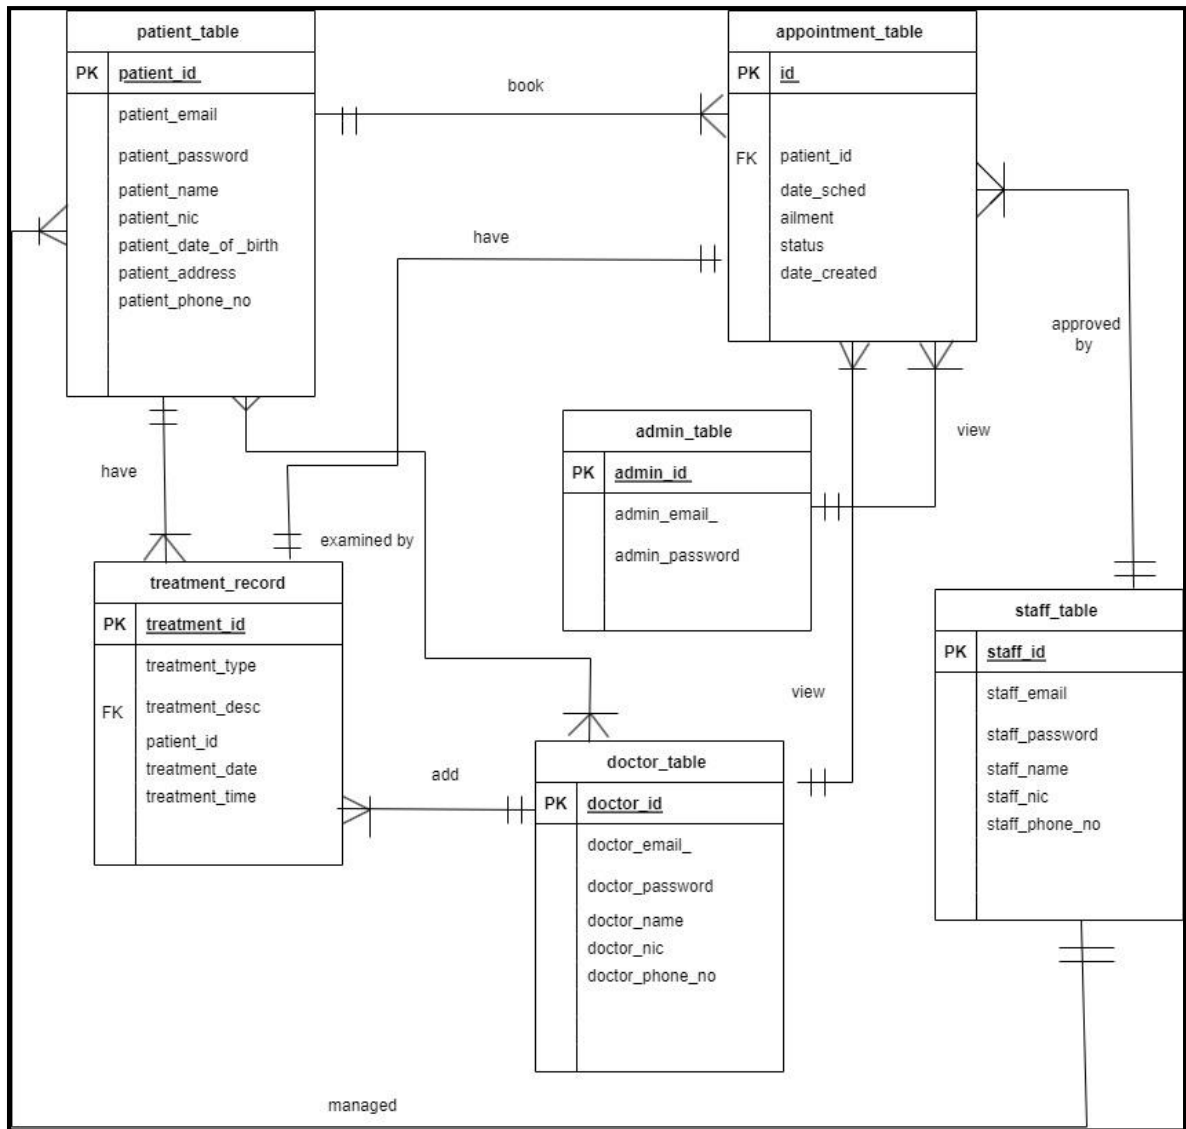 patient_table
PK patient_id
patient_email
patient_password
patient_name
patient_nic
patient_date_of _birth
patient_address
patient_phone_no
appointment_table
PK id
FK patient_id
date_sched
ailment
status
date_created
book
have
approved
by
view
admin_table
PK admin_id
admin_email_
admin_password
have
examined by
treatment_record
PK treatment_id
treatment_type
FK treatment_desc
patient_id
treatment_date
treatment_time
staff_table
PK staff_id
staff_email
staff_password
staff_name
staff_nic
staff_phone_no
view
add
doctor_table
PK doctor_id
doctor_email_
doctor_password
doctor_name
doctor_nic
doctor_phone_no
managed